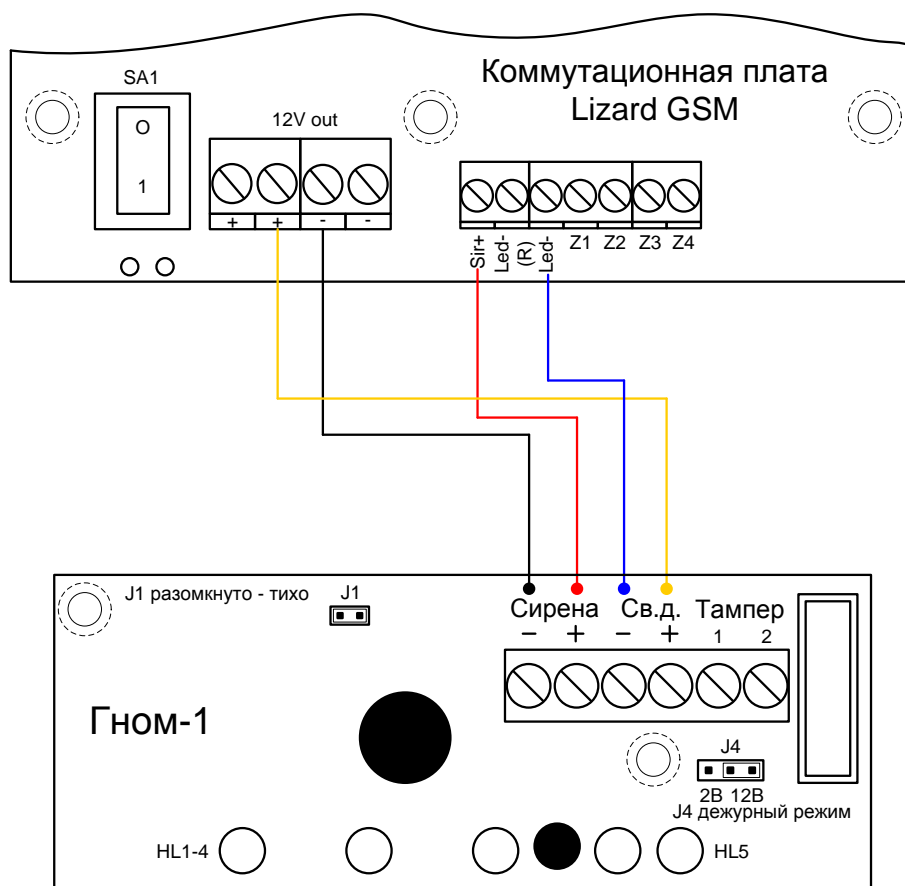 SA1
O
1
12V out
+ + - -
Коммутационная плата
Lizard GSM
Sir+
Led-
(R)
Led-
Z1 Z2 Z3 Z4
J1 разомкнуто - тихо
J1
Сирена Св.д. Тампер
− + − + 1 2
Гном-1
J4
2В 12В
J4 дежурный режим
HL1-4
HL5